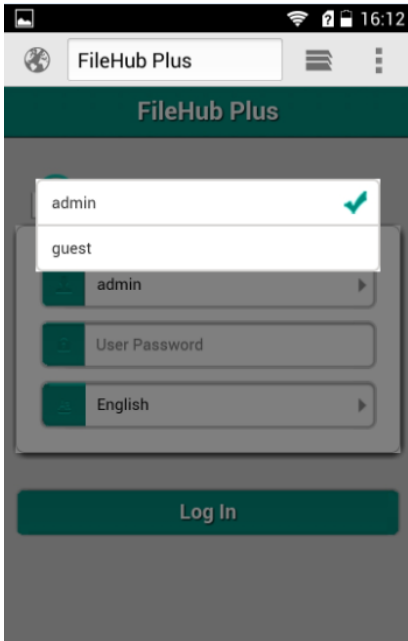 16:12
FileHub Plus
FileHub Plus
admin
guest
admin
User Password
English
Log In